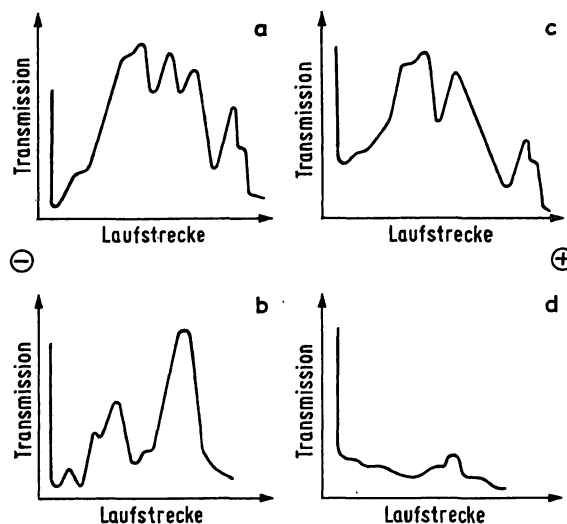 a
Transmission
Laufstrecke
c
Transmission
Laufstrecke
⊖
⊕
b
Transmission
Laufstrecke
d
Transmission
Laufstrecke